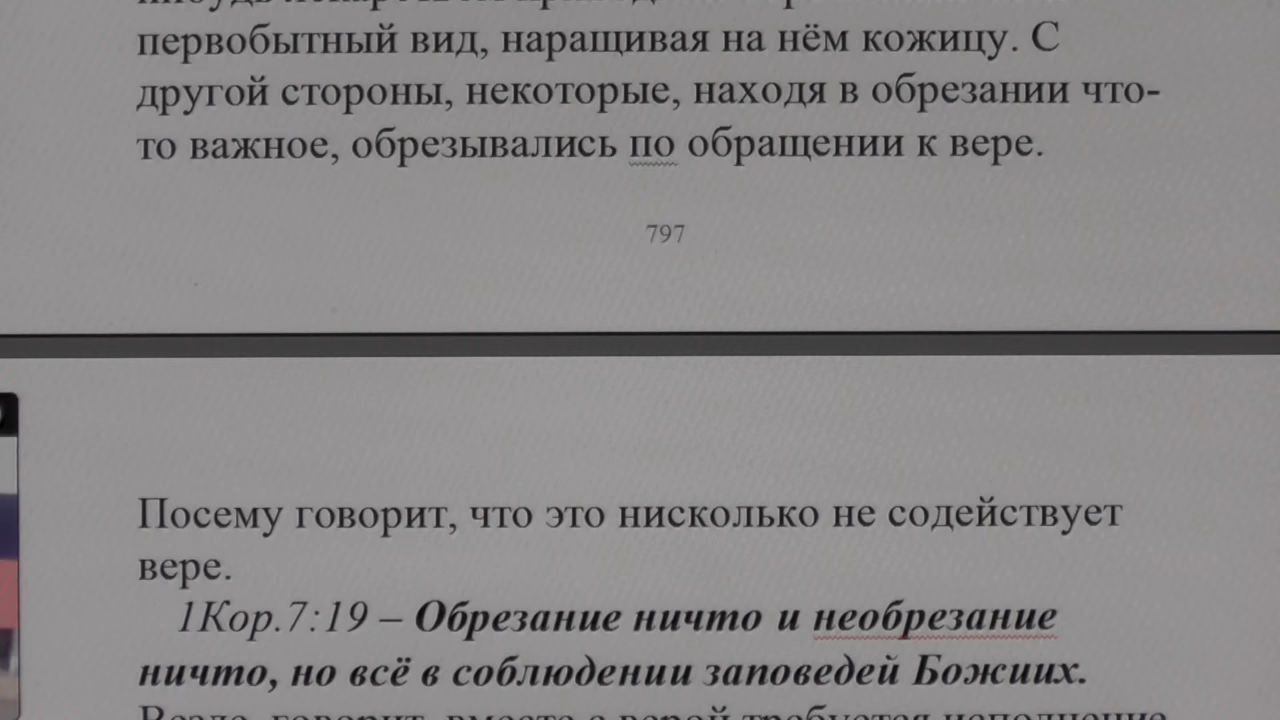 первобытный вид, наращивая на нём кожицу. С
другой стороны, некоторые, находя в обрезании что-
то важное, обрезывались по обращении к вере.
797
Посему говорит, что это нисколько не содействует
вере.
1Кор.7:19 – Обрезание ничто и необрезание
ничто, но всё в соблюдении заповедей Божиих.